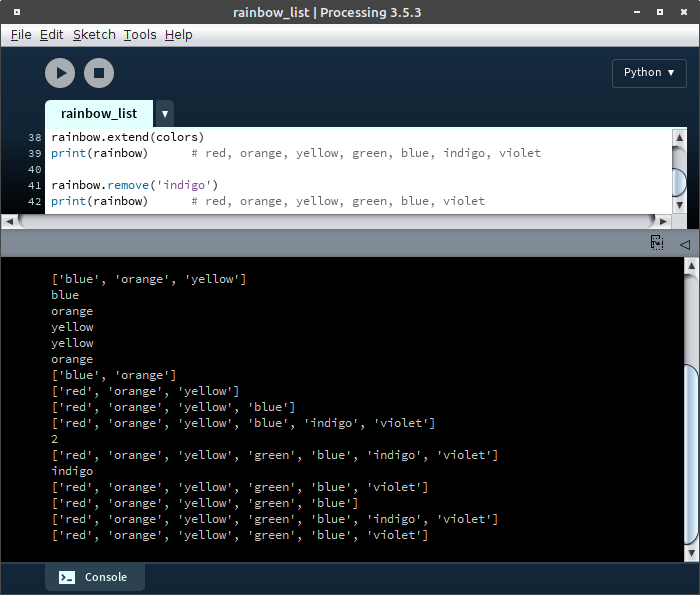 rainbow_list | Processing 3.5.3
File Edit Sketch Tools Help
Python ▼
rainbow_list ▼
38 rainbow.extend(colors)
39 print(rainbow)      # red, orange, yellow, green, blue, indigo, violet
40
41 rainbow.remove('indigo')
42 print(rainbow)      # red, orange, yellow, green, blue, violet
['blue', 'orange', 'yellow']
blue
orange
yellow
yellow
orange
['blue', 'orange']
['red', 'orange', 'yellow']
['red', 'orange', 'yellow', 'blue']
['red', 'orange', 'yellow', 'blue', 'indigo', 'violet']
2
['red', 'orange', 'yellow', 'green', 'blue', 'indigo', 'violet']
indigo
['red', 'orange', 'yellow', 'green', 'blue', 'violet']
['red', 'orange', 'yellow', 'green', 'blue']
['red', 'orange', 'yellow', 'green', 'blue', 'indigo', 'violet']
['red', 'orange', 'yellow', 'green', 'blue', 'violet']
Console